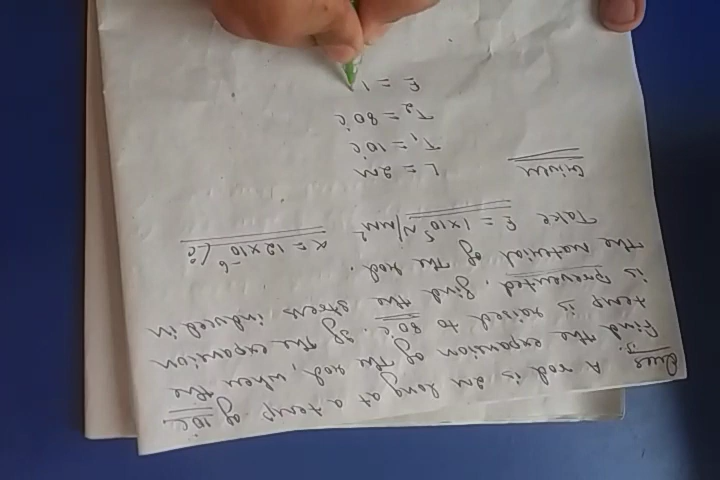 Ques:
A rod is 2m long at a temp of 10°C.
Find the expansion of the rod, when the
temp is raised to 80°C. If the expansion
is prevented. find the stress induced in
the material of the rod.
Take E = 1×10⁵ N/mm² α = 12×10⁻⁶/°C
Given L = 2m
T₁ = 10°C
T₂ = 80°C
E = 1